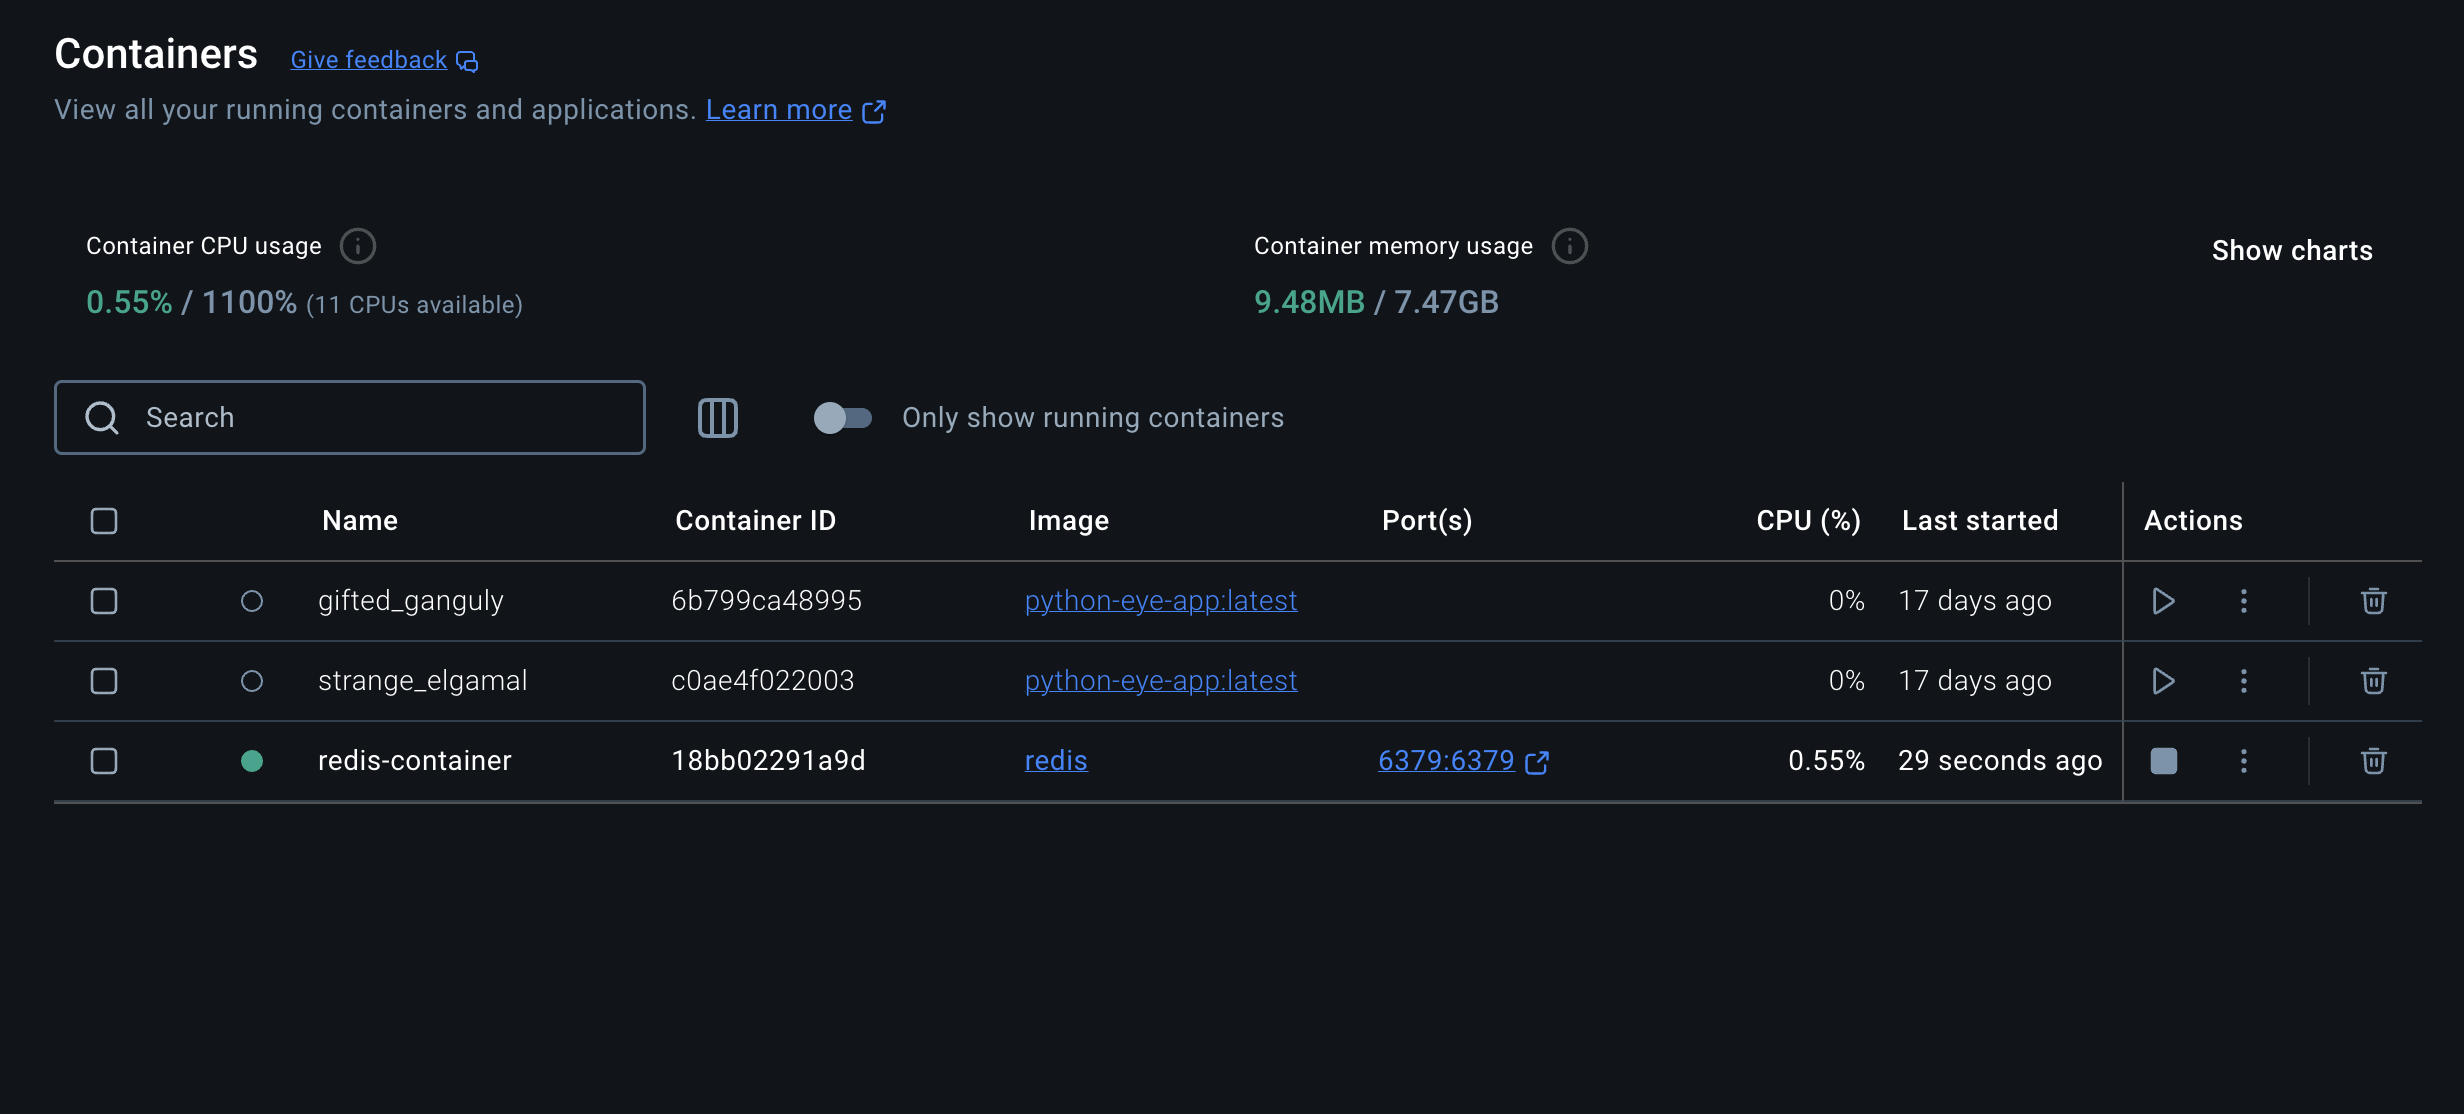 Containers Give feedback
View all your running containers and applications. Learn more
Container CPU usage
0.55% / 1100% (11 CPUs available)
Container memory usage
9.48MB / 7.47GB
Show charts
Search
Only show running containers
Name Container ID Image Port(s) CPU (%) Last started Actions
gifted_ganguly 6b799ca48995 python-eye-app:latest 0% 17 days ago
strange_elgamal c0ae4f022003 python-eye-app:latest 0% 17 days ago
redis-container 18bb02291a9d redis 6379:6379 0.55% 29 seconds ago